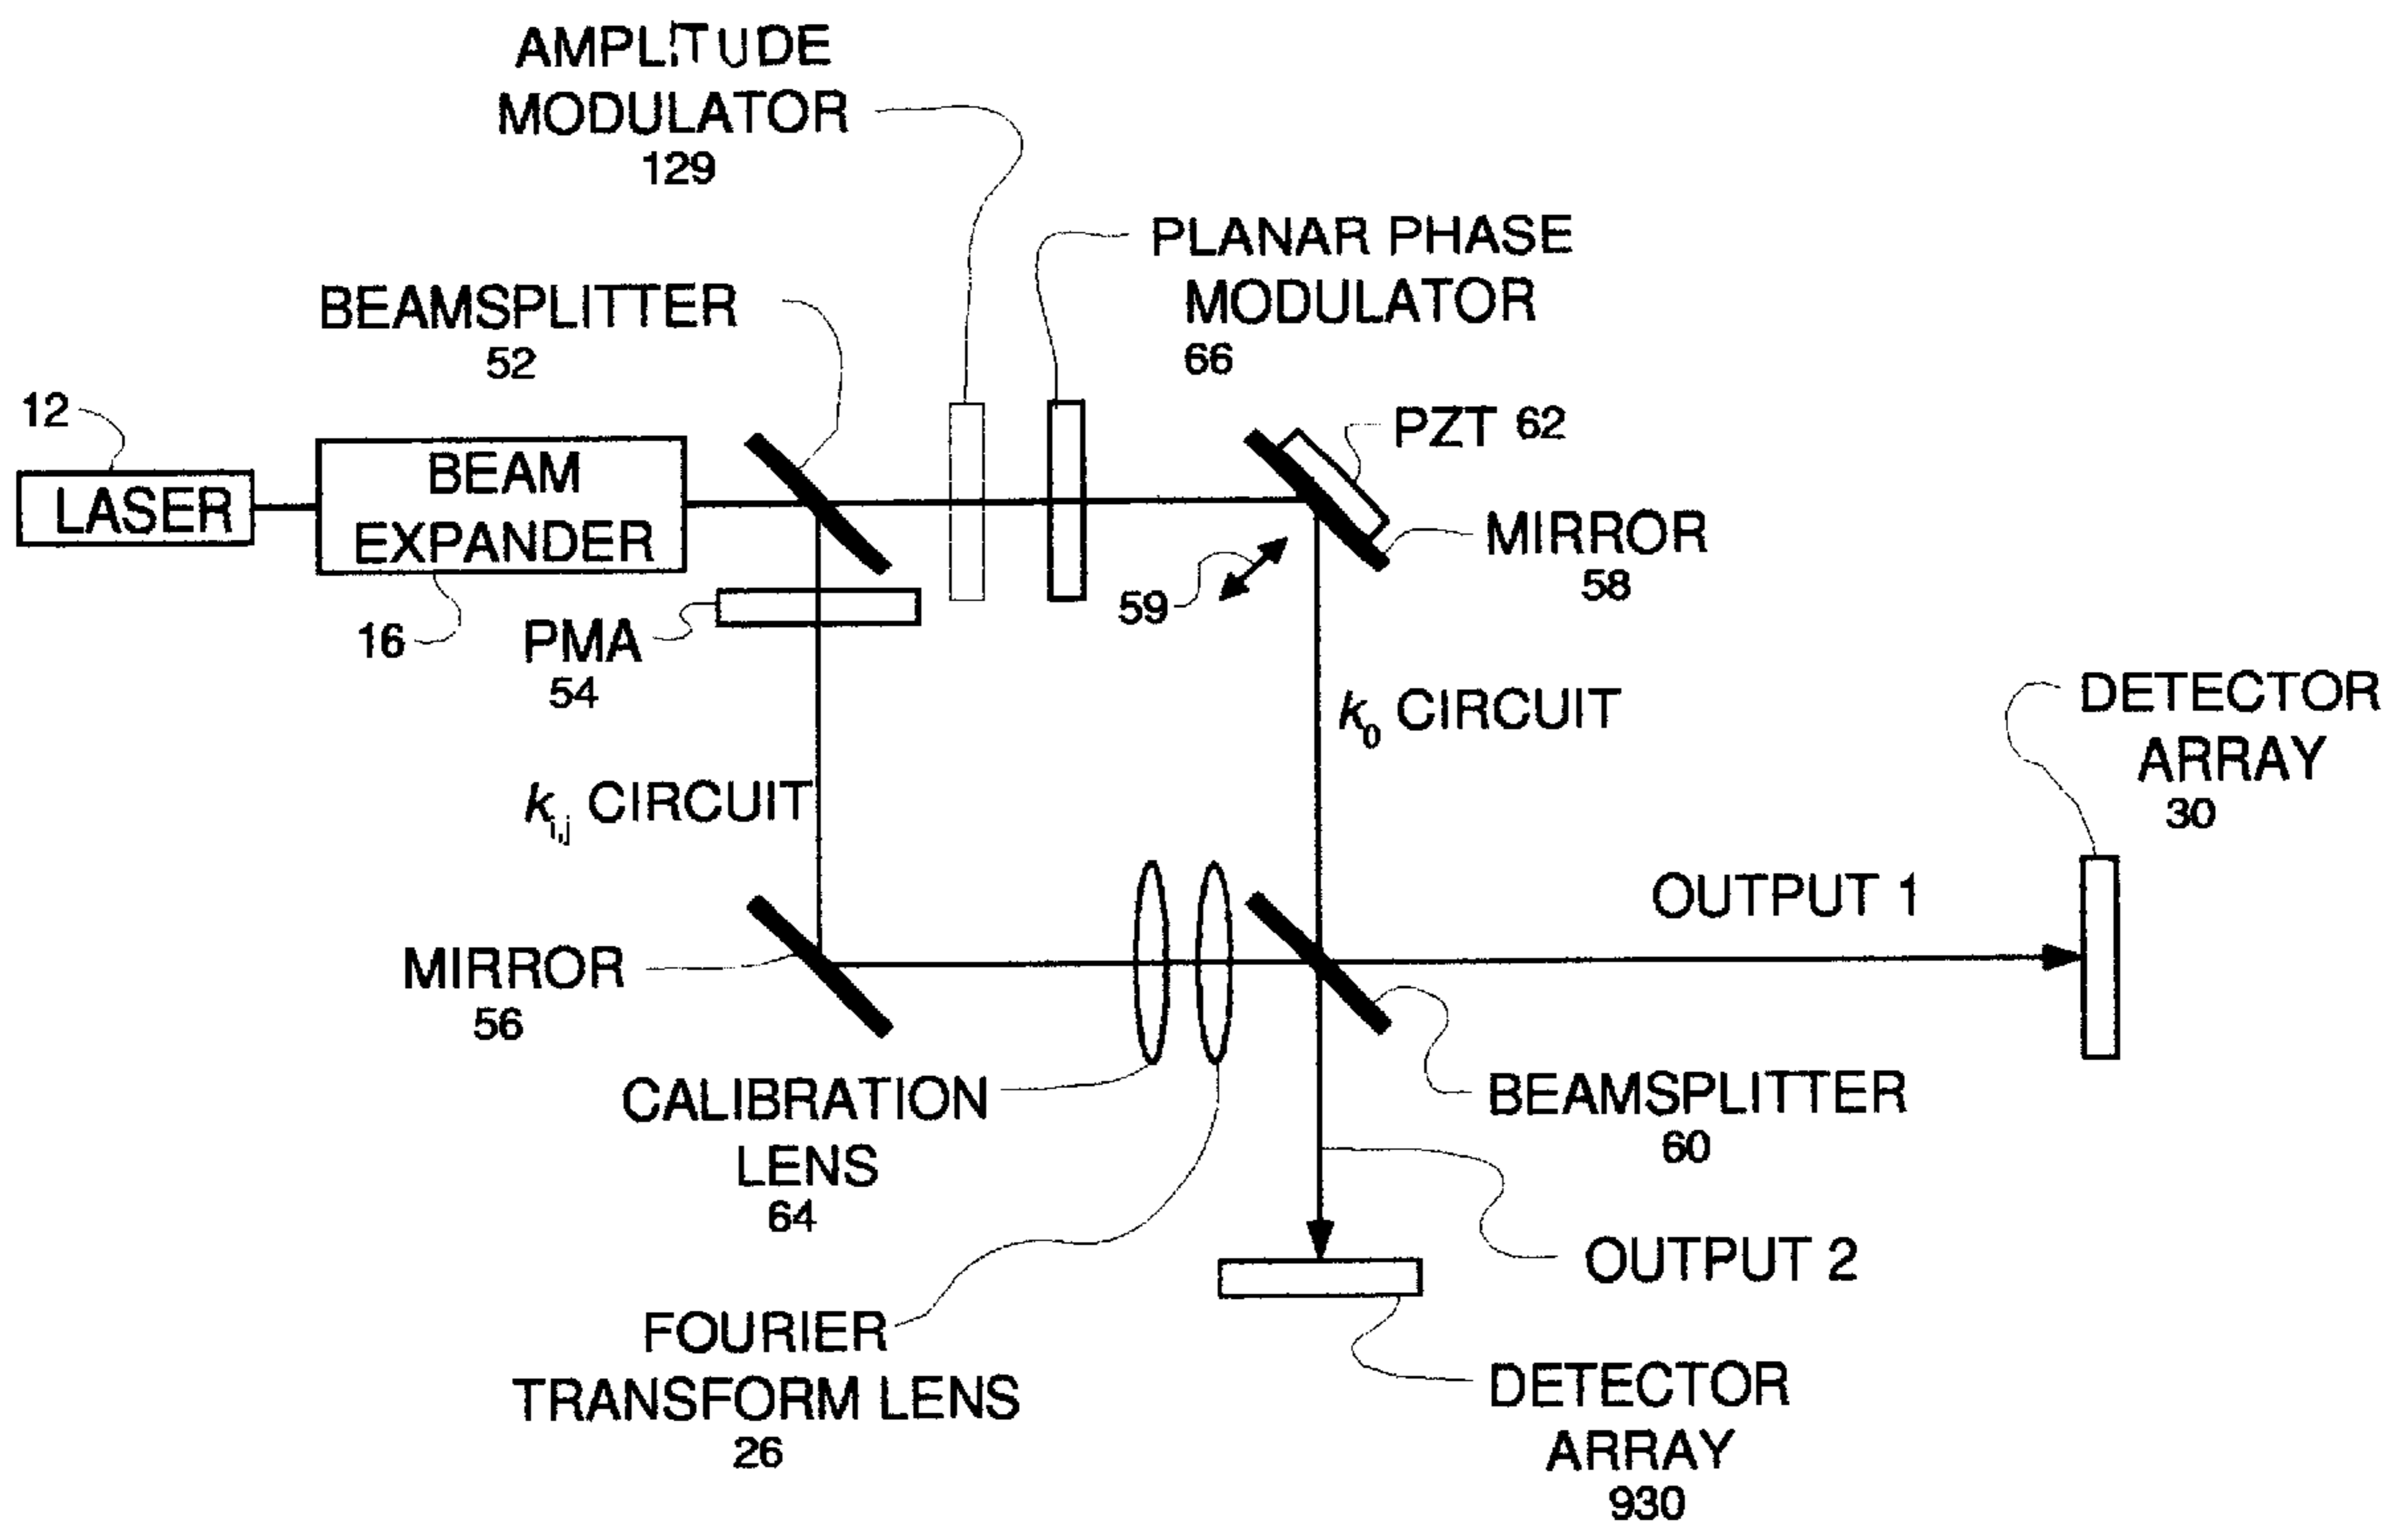 AMPLITUDE
MODULATOR
129
PLANAR PHASE
MODULATOR
66
BEAMSPLITTER
52
12
LASER
BEAM
EXPANDER
16
PZT 62
MIRROR
58
59
PMA
54
k0 CIRCUIT
ki,j CIRCUIT
DETECTOR
ARRAY
30
OUTPUT 1
MIRROR
56
CALIBRATION
LENS
64
BEAMSPLITTER
60
OUTPUT 2
FOURIER
TRANSFORM LENS
26
DETECTOR
ARRAY
930